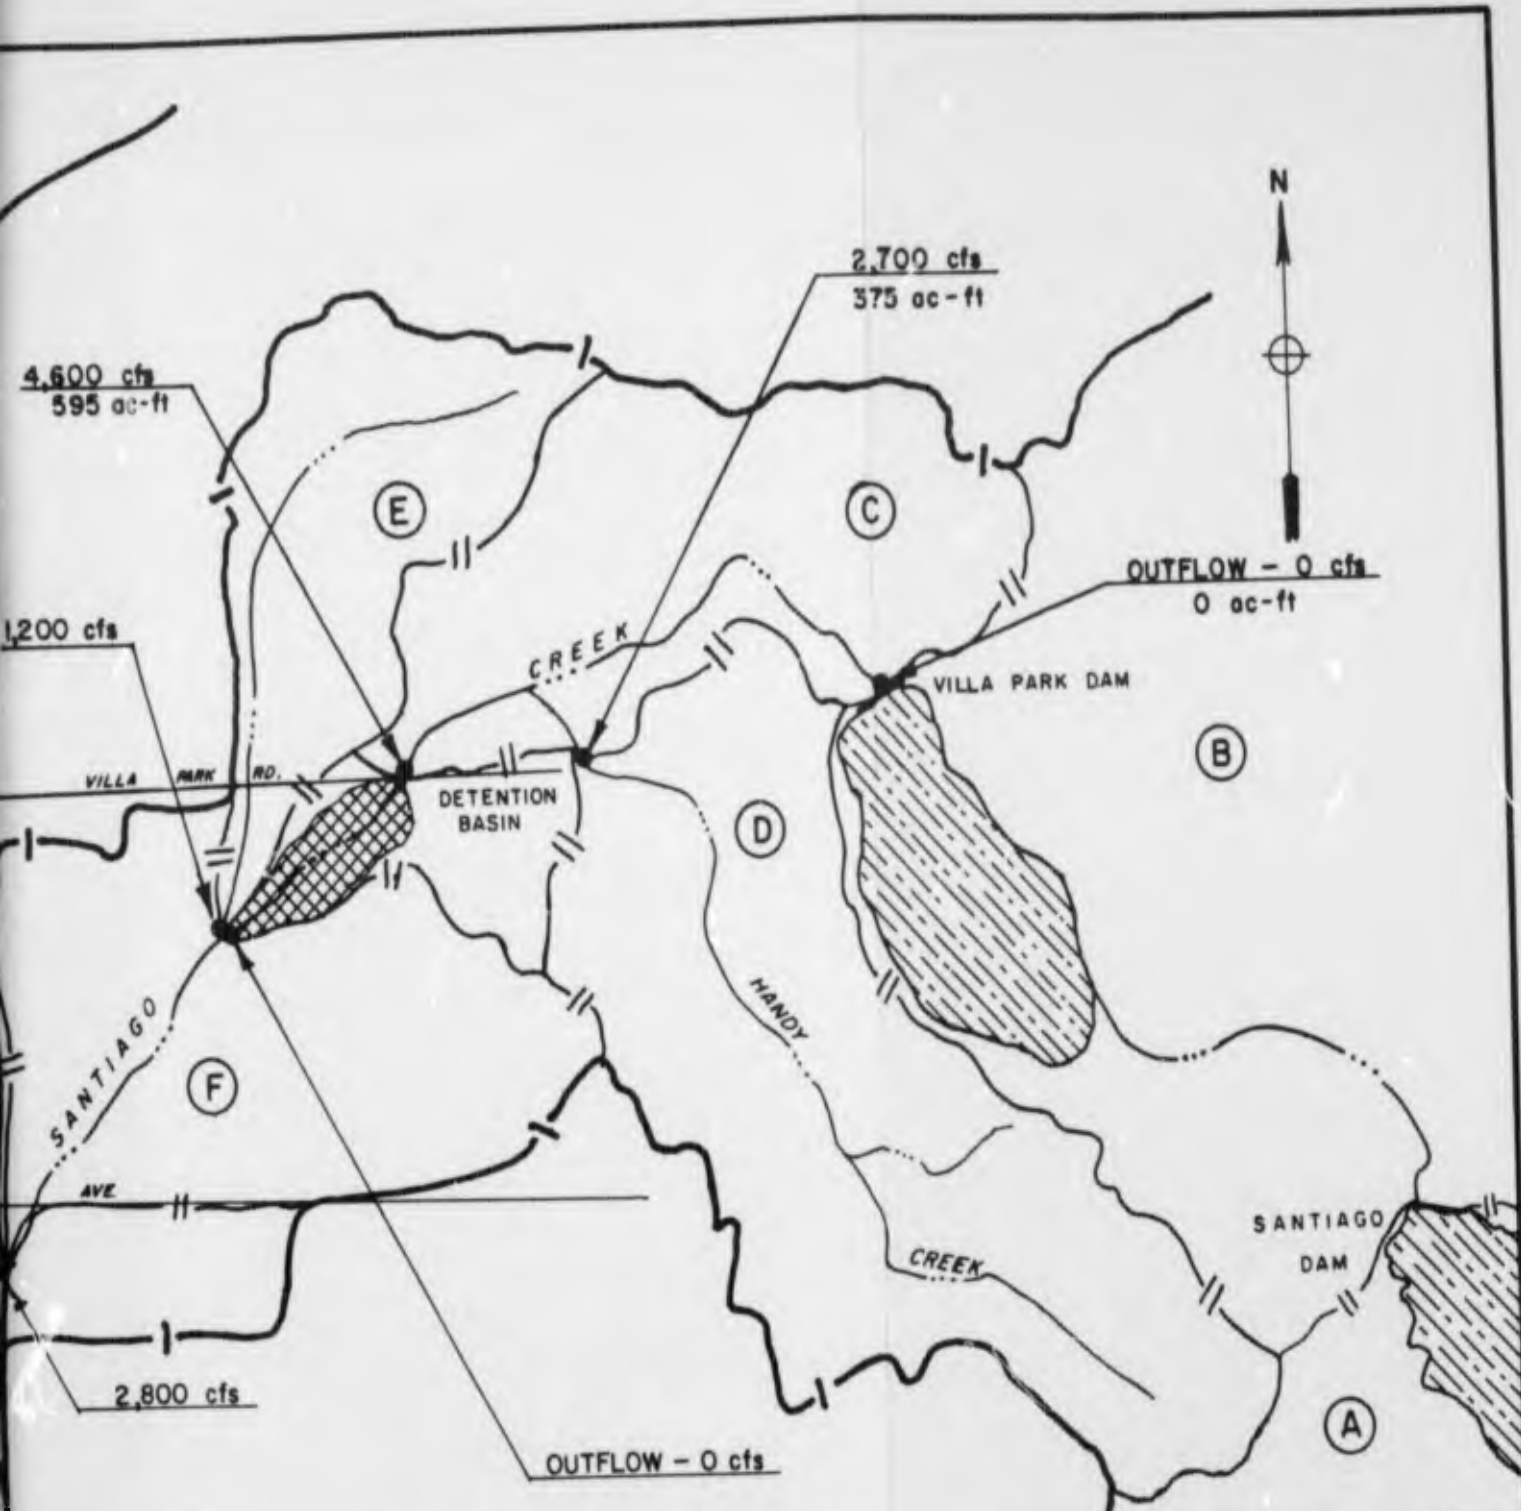 N
2,700 cfs
375 ac-ft
4,600 cfs
595 ac-ft
E
C
OUTFLOW - 0 cfs
0 ac-ft
1,200 cfs
CREEK
VILLA PARK DAM
B
VILLA PARK RD.
DETENTION
BASIN
D
HANDY
SANTIAGO
F
AVE
SANTIAGO
DAM
CREEK
2,800 cfs
A
OUTFLOW - 0 cfs